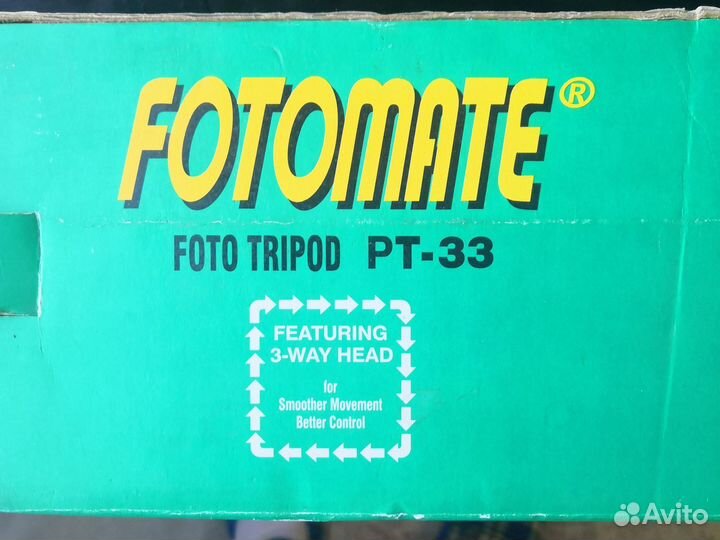 FOTOMATE®
FOTO TRIPOD PT-33
FEATURING
3-WAY HEAD
for
Smoother Movement
Better Control
Avito